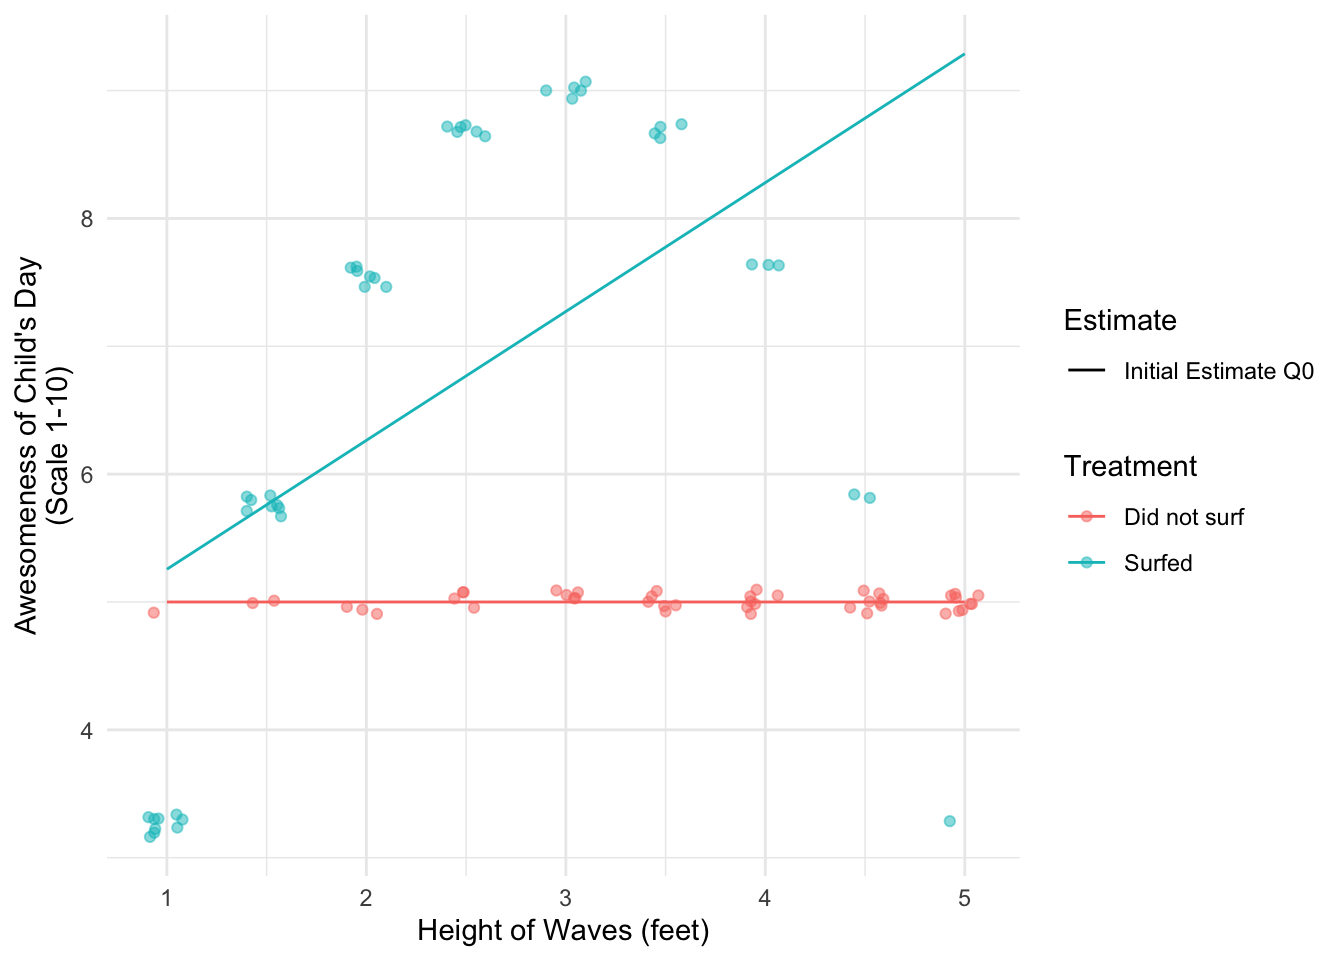 Awesomeness of Child's Day
(Scale 1-10)
8
6
4
1 2 3 4 5
Height of Waves (feet)
Estimate
Initial Estimate Q0
Treatment
Did not surf
Surfed